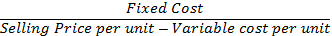 Fixed Cost
Selling Price per unit − Variable cost per unit